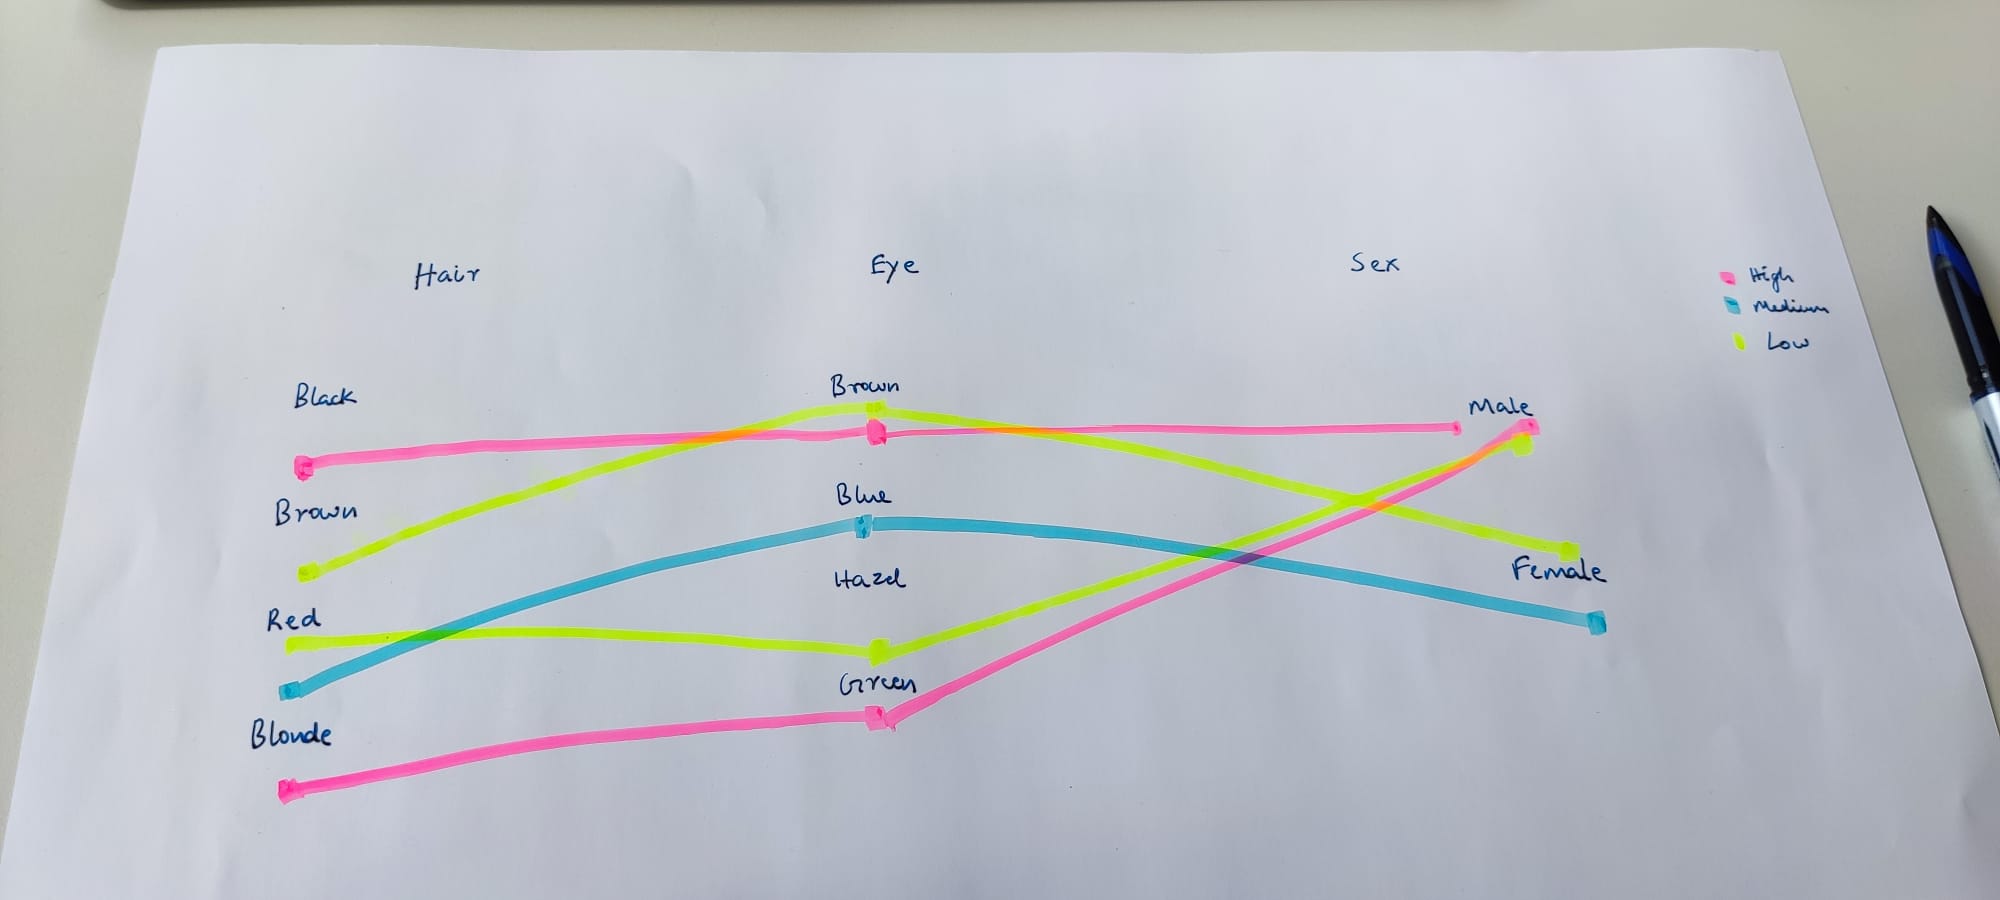 Hair Eye Sex
High
Medium
Low
Black Brown Male
Brown Blue
Hazel Female
Red
Green
Blonde